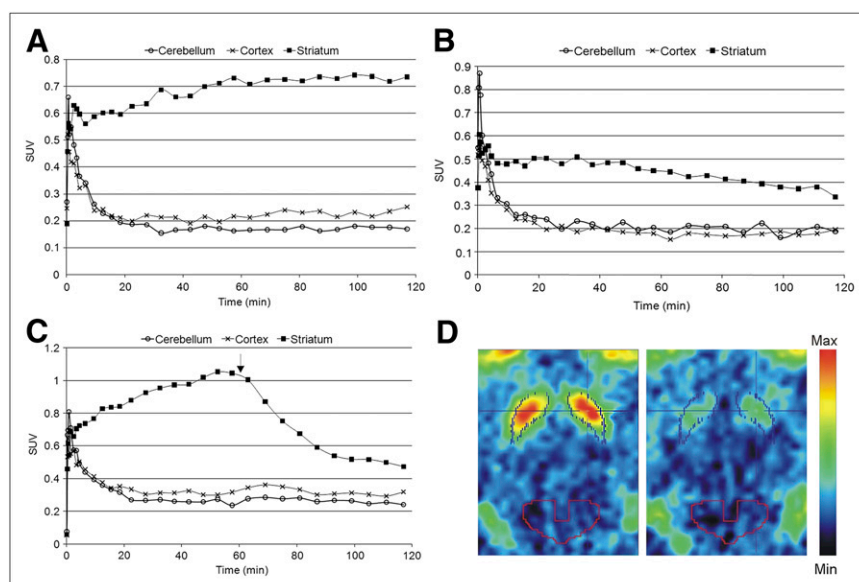 A
Cerebellum Cortex Striatum
0.8
0.7
0.6
0.5
0.4
0.3
0.2
0.1
0
SUV
0 20 40 60 80 100 120
Time (min)
B
Cerebellum Cortex Striatum
0.9
0.8
0.7
0.6
0.5
0.4
0.3
0.2
0.1
0
SUV
0 20 40 60 80 100 120
Time (min)
C
Cerebellum Cortex Striatum
1.2
1
0.8
0.6
0.4
0.2
0
SUV
0 20 40 60 80 100 120
Time (min)
D
Max
Min